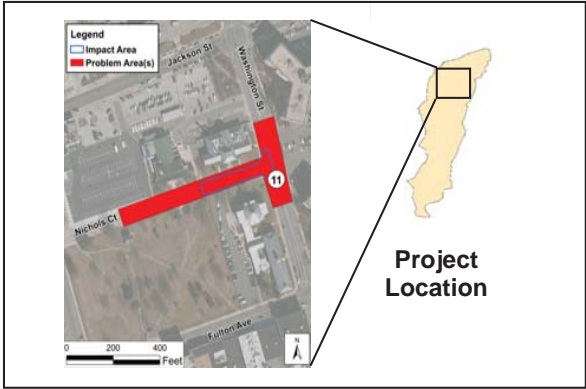 Legend
Impact Area
Problem Area(s)
Jackson St
Washington St
11
Nichols Ct
Fulton Ave
0 200 400
Feet
N
Project
Location